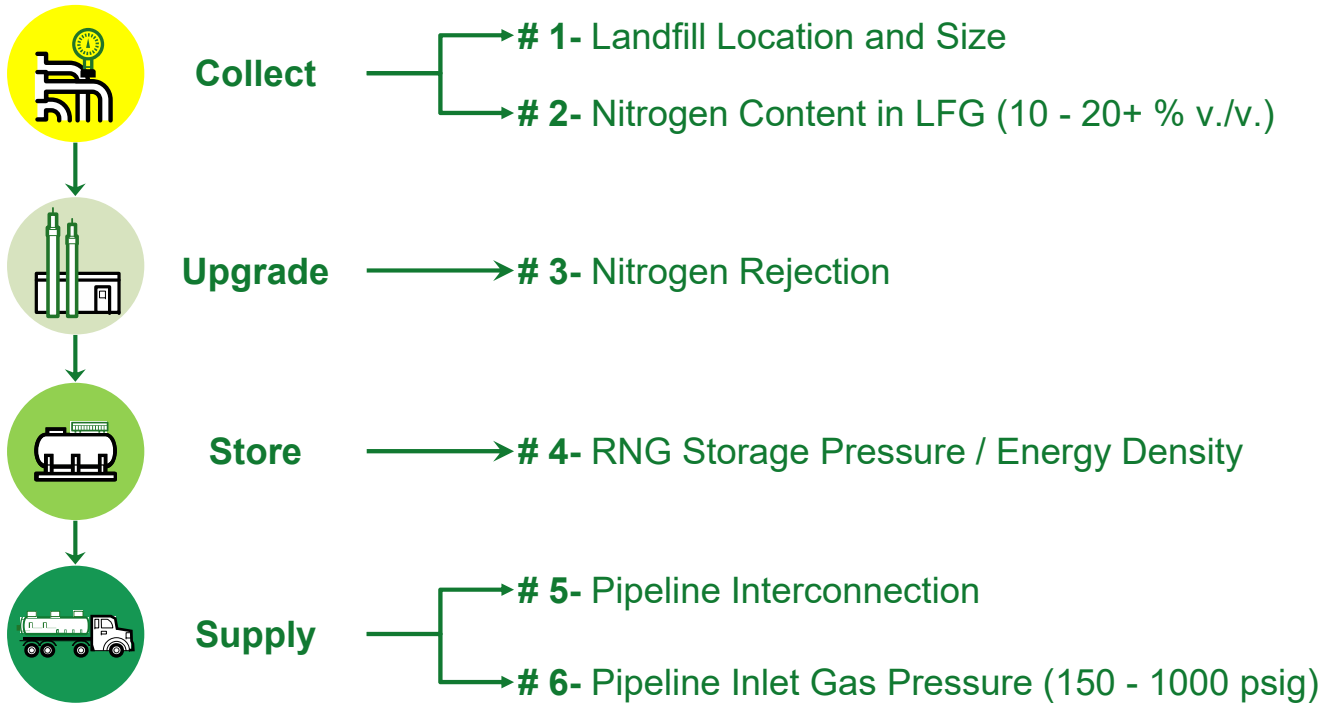 Collect
# 1- Landfill Location and Size
# 2- Nitrogen Content in LFG (10 - 20+ % v./v.)
Upgrade
# 3- Nitrogen Rejection
Store
# 4- RNG Storage Pressure / Energy Density
Supply
# 5- Pipeline Interconnection
# 6- Pipeline Inlet Gas Pressure (150 - 1000 psig)